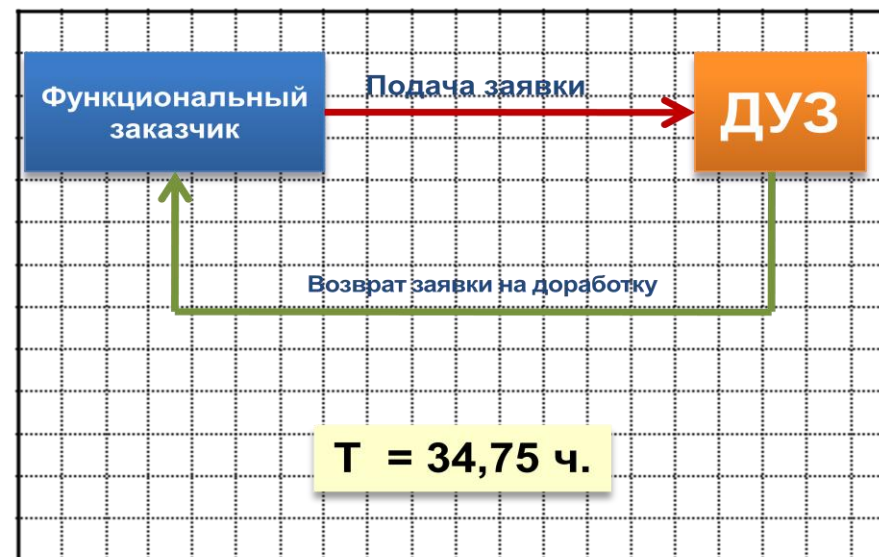 Функциональный
заказчик
Подача заявки
ДУЗ
Возврат заявки на доработку
Т = 34,75 ч.